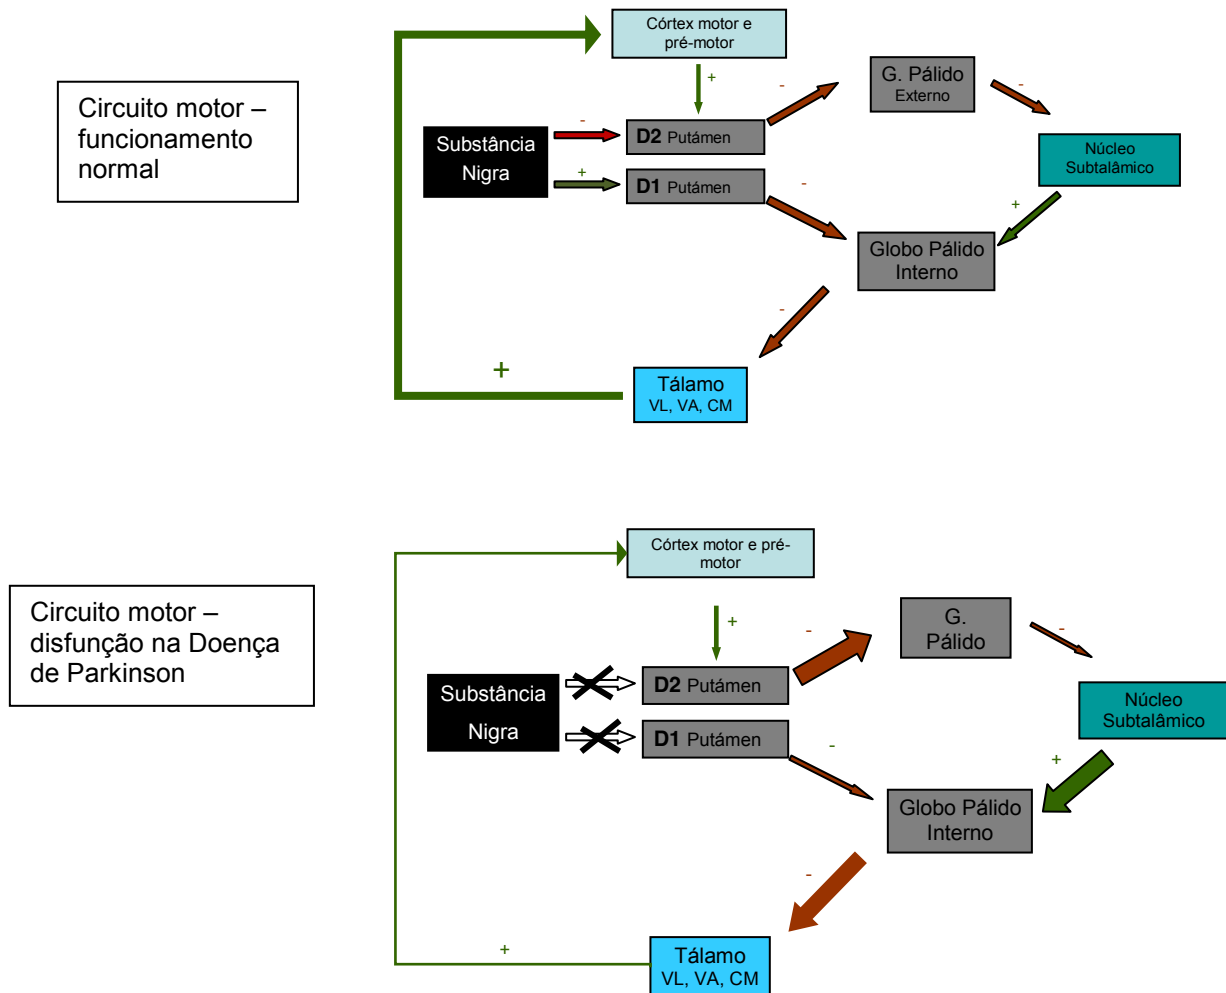 Córtex motor e
pré-motor
G. Pálido
Externo
Circuito motor –
funcionamento
normal
+
-
-
Substância
Nigra
-
D2 Putámen
Núcleo
Subtalâmico
+
D1 Putámen
-
+
Globo Pálido
Interno
-
+
Tálamo
VL, VA, CM
Córtex motor e pré-
motor
Circuito motor –
disfunção na Doença
de Parkinson
G.
Pálido
+
-
-
Substância
Nigra
D2 Putámen
Núcleo
Subtalâmico
D1 Putámen
-
+
Globo Pálido
Interno
-
+
Tálamo
VL, VA, CM